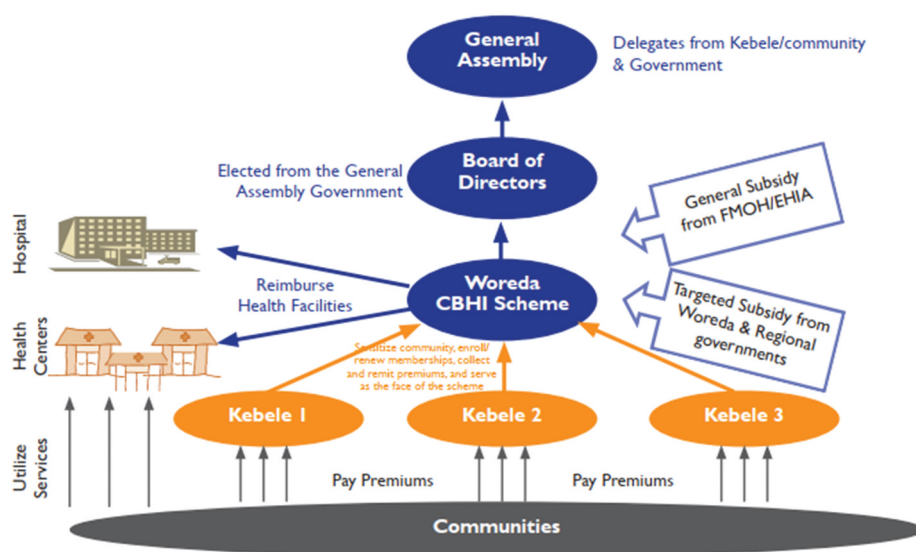 General
Assembly
Delegates from Kebele/community
& Government
Elected from the General
Assembly Government
Board of
Directors
General Subsidy
from FMOH/EHIA
Hospital
Reimburse
Health Facilities
Woreda
CBHI Scheme
Targeted Subsidy from
Woreda & Regional
governments
Health
Centers
Sensitize community, enroll/
renew memberships, collect
and remit premiums, and serve
as the face of the scheme
Kebele 1
Kebele 2
Kebele 3
Utilize
Services
Pay Premiums
Pay Premiums
Communities